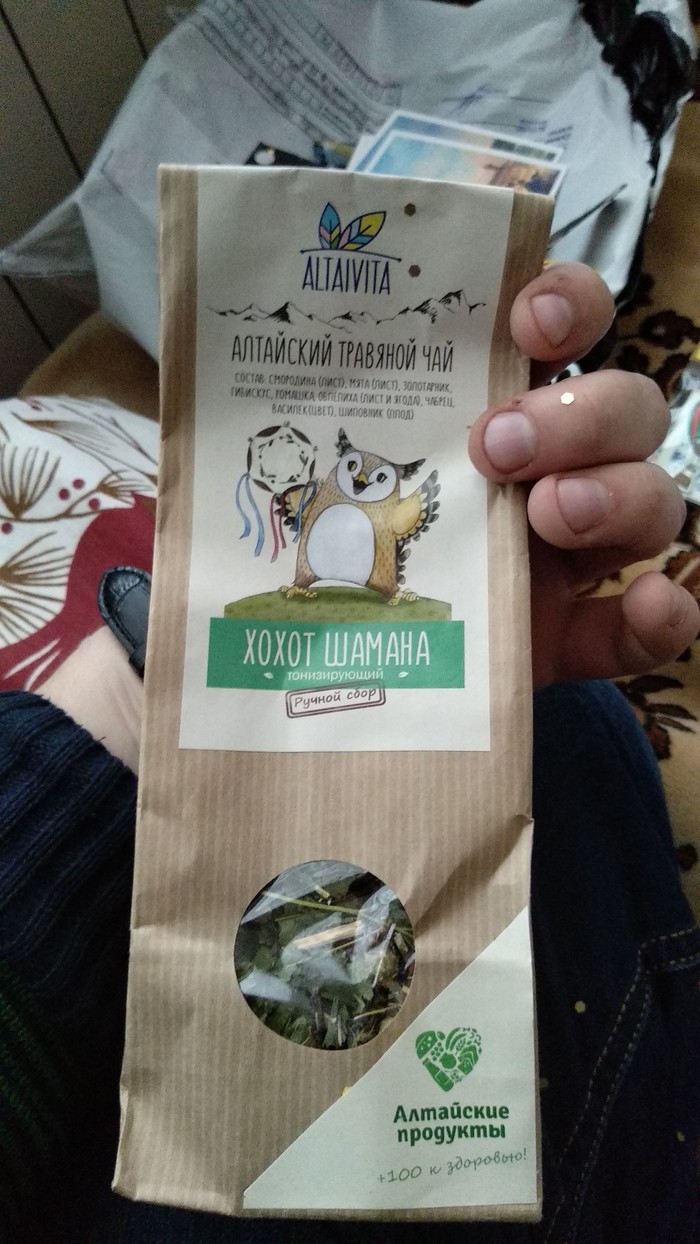 ALTAIVITA
АЛТАЙСКИЙ ТРАВЯНОЙ ЧАЙ
СОСТАВ: СМОРОДИНА (ЛИСТ), МЯТА (ЛИСТ), ЗОЛОТАРНИК,
ГИБИСКУС, РОМАШКА, ОБЛЕПИХА (ЛИСТ И ЯГОДА), ЧАБРЕЦ,
ВАСИЛЕК(ЦВЕТ), ШИПОВНИК (ПЛОД)
ХОХОТ ШАМАНА
тонизирующий
Ручной сбор
Алтайские
продукты
+100 к здоровью!